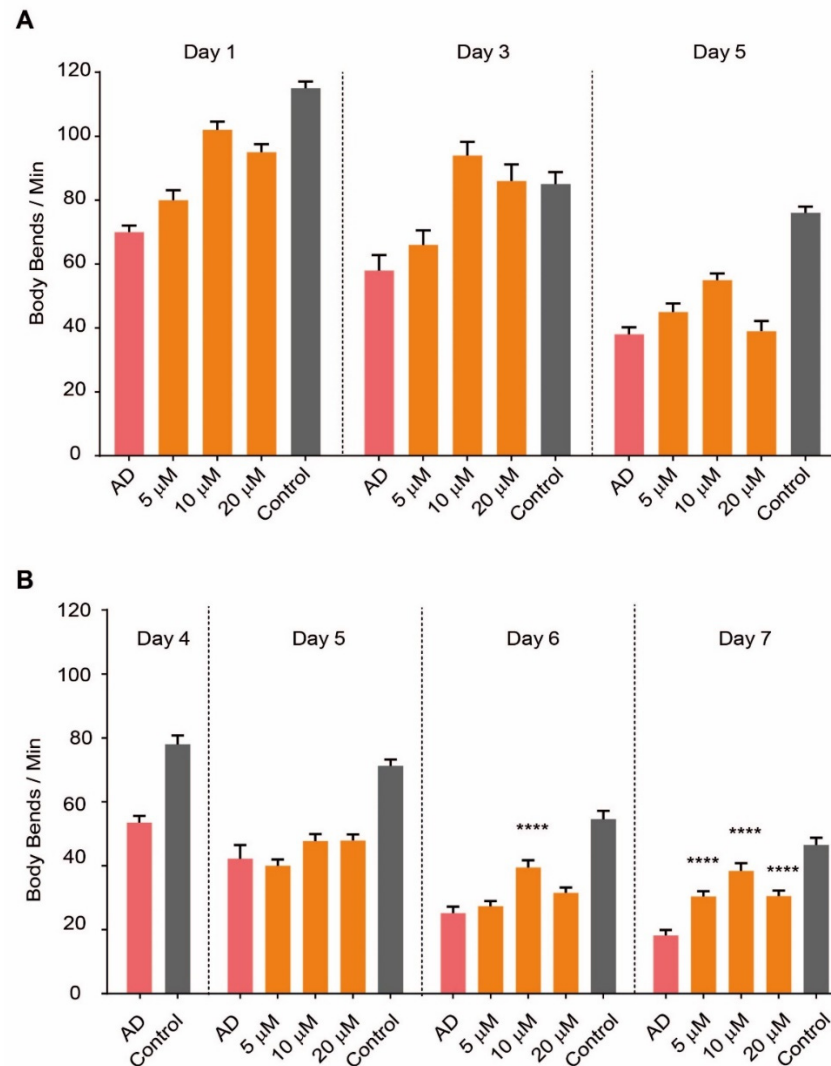 A
Day 1 Day 3 Day 5
120
100
80
60
40
20
0
Body Bends / Min
AD 5 μM 10 μM 20 μM Control AD 5 μM 10 μM 20 μM Control AD 5 μM 10 μM 20 μM Control
B
120
Day 4 Day 5 Day 6 Day 7
100
80
60
40
20
0
Body Bends / Min
**** **** **** ****
AD Control AD 5 μM 10 μM 20 μM Control AD 5 μM 10 μM 20 μM Control AD 5 μM 10 μM 20 μM Control